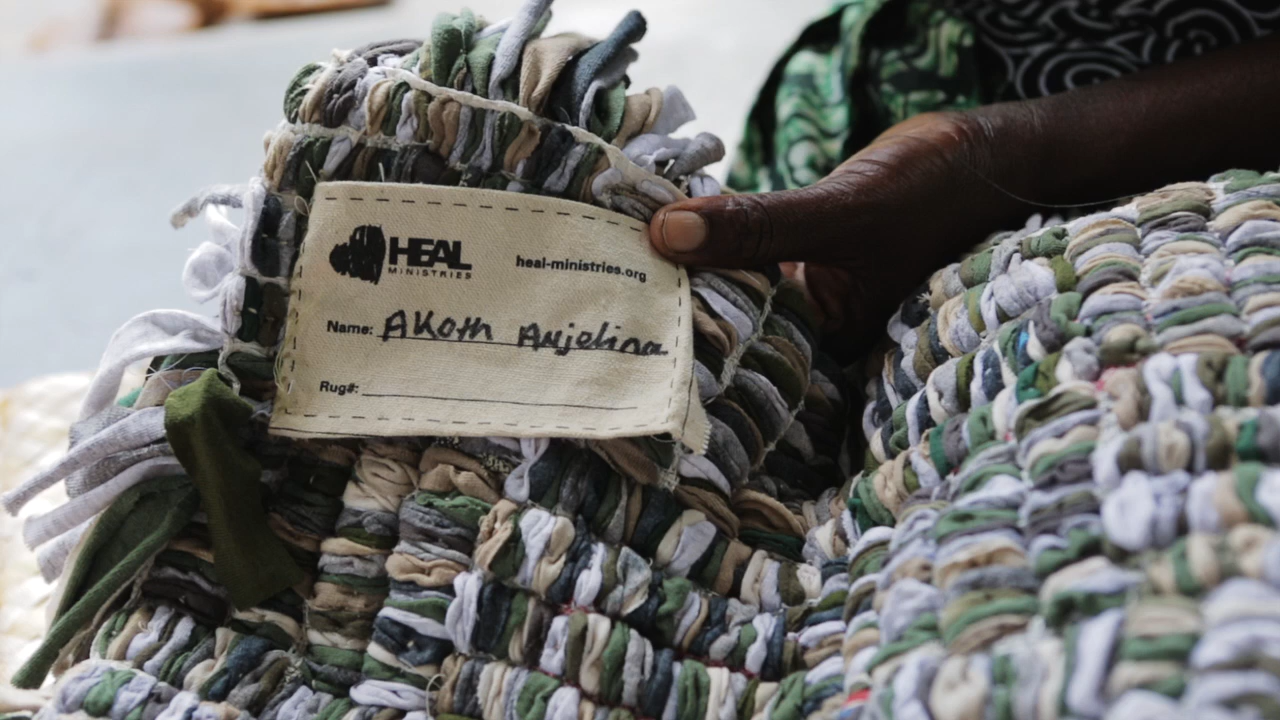 HEAL
MINISTRIES
heal-ministries.org
Name: AKoth Anjelina
Rug#: